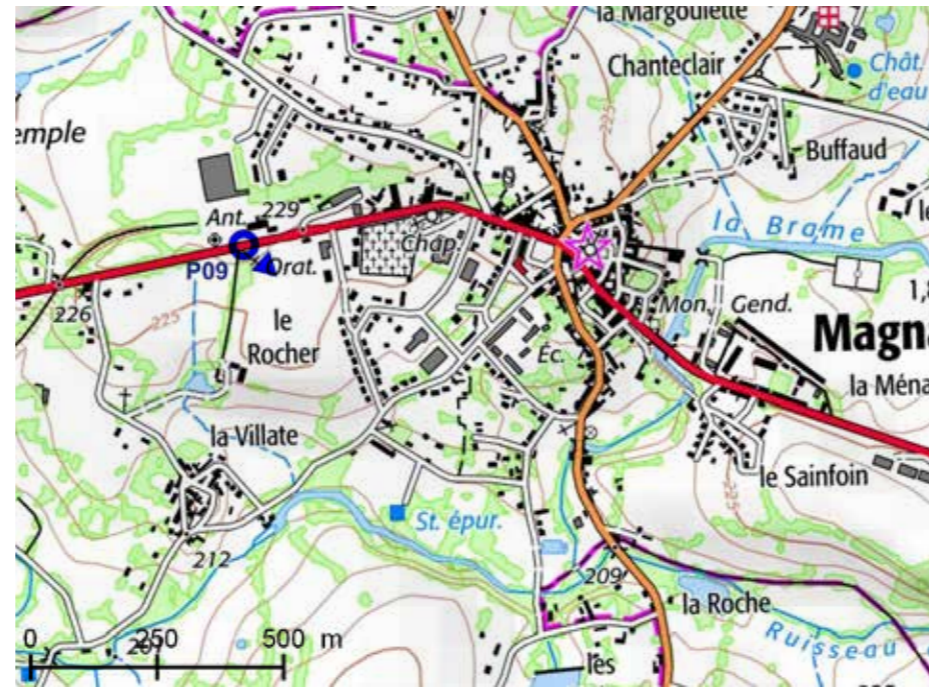 la Margoulette
Chanteclair
Chât.
d'eau
emple
Buffaud
Ant.
229
la Brame
Chap.
P09
Orat.
226
225
225
le
Rocher
Mon.
Gend.
1,8
Magna
Éc.
la Ména
la Villate
le Sainfoin
225
St. épur.
212
209
la Roche
0 250 500 m
Ruisseau
les